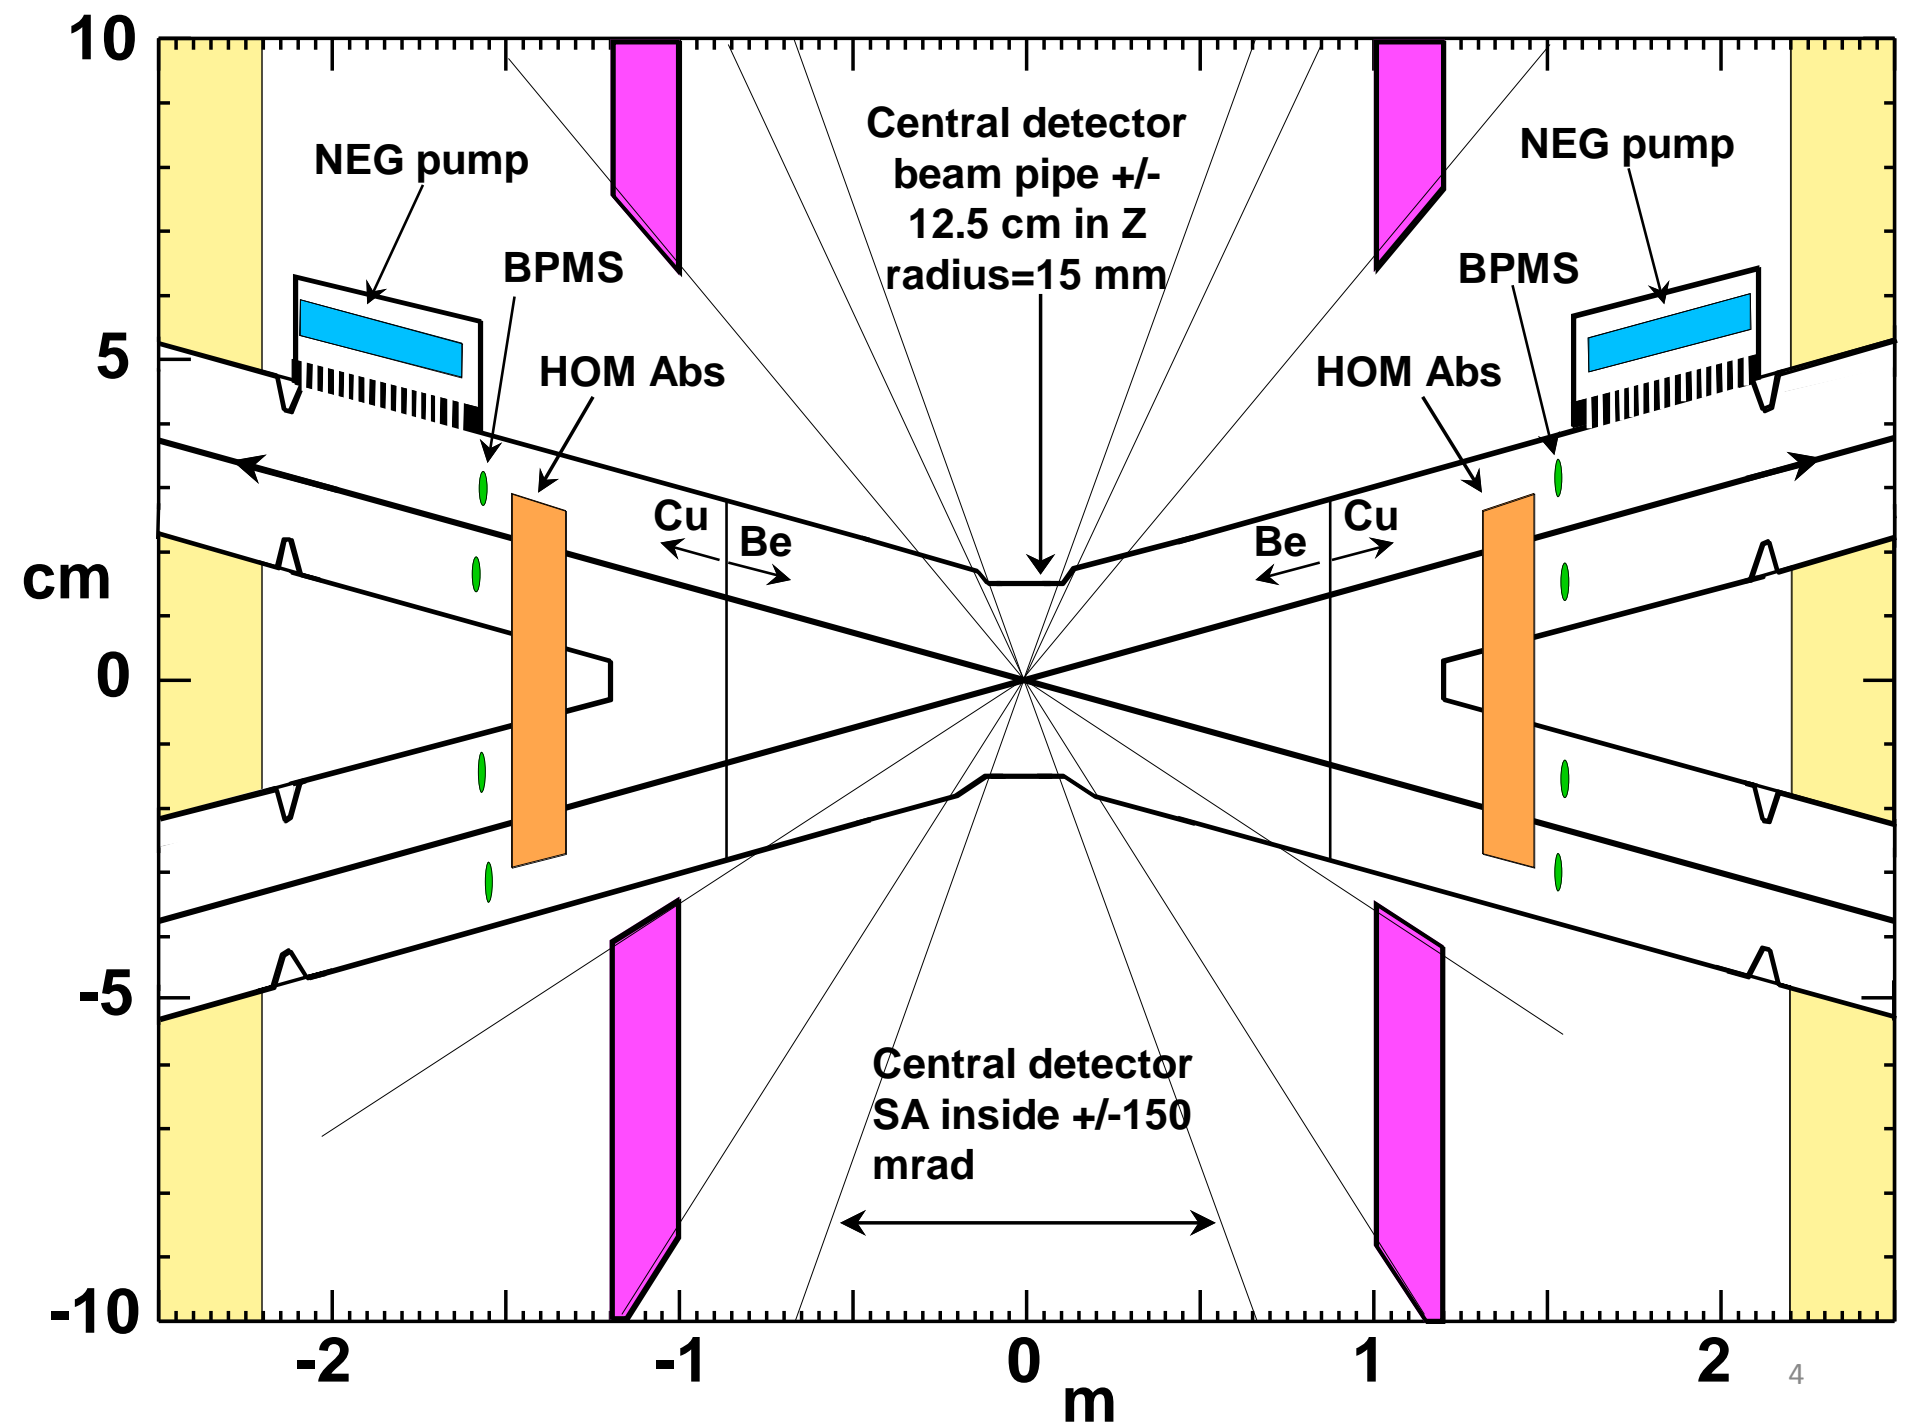 10
Central detector
beam pipe +/-
12.5 cm in Z
radius=15 mm
NEG pump
NEG pump
BPMS
BPMS
5
HOM Abs
HOM Abs
Cu
Be
Be
Cu
cm
0
-5
Central detector
SA inside +/-150
mrad
-10
-2
-1
0
1
2
4
m